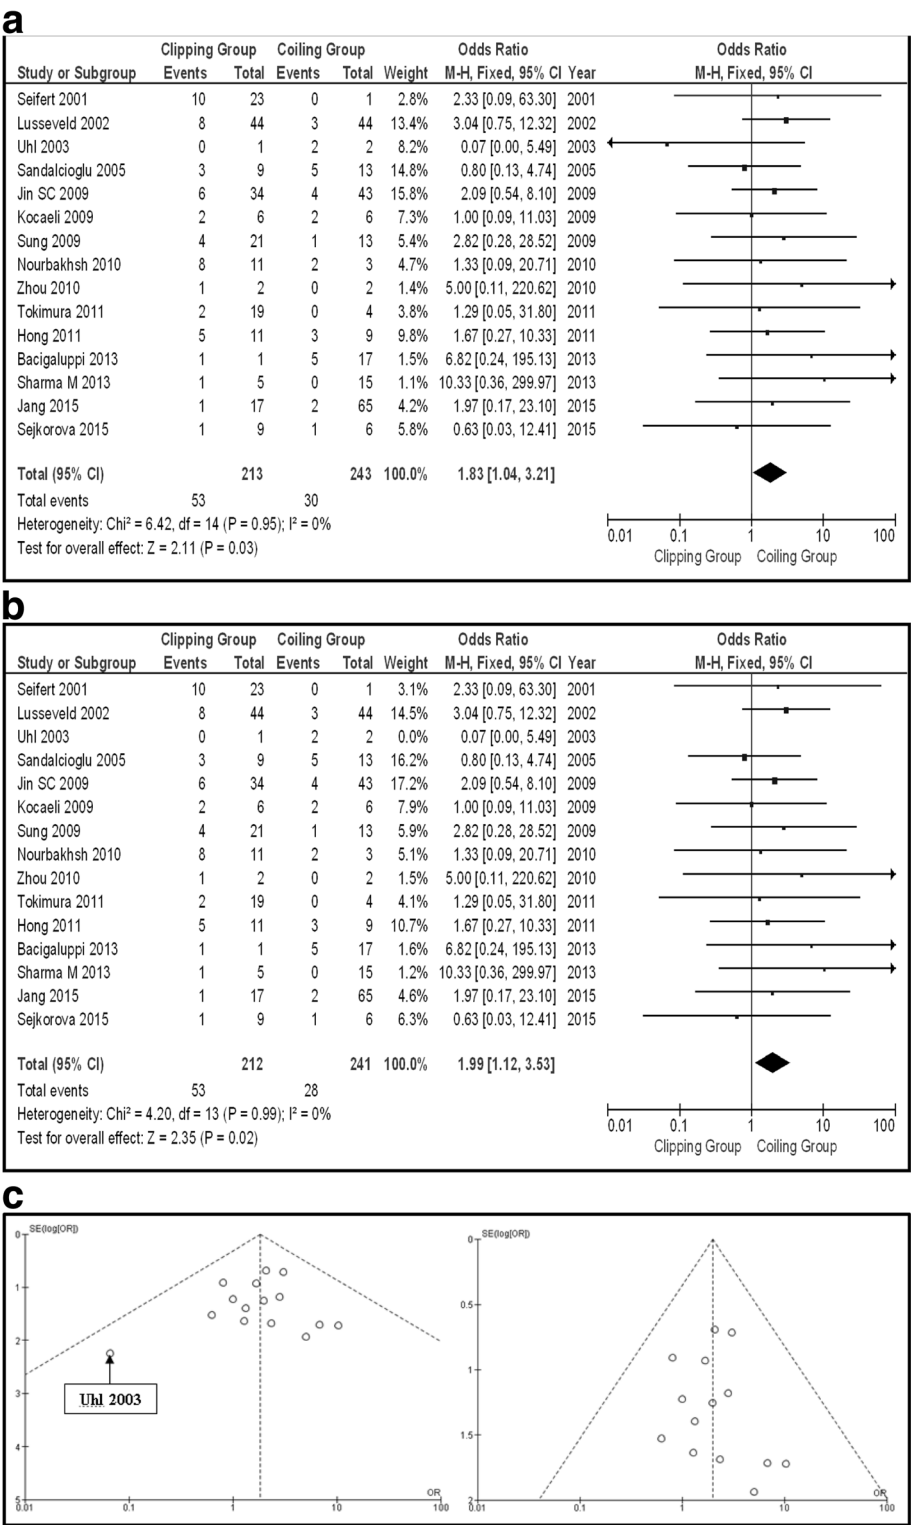 a
Clipping Group Coiling Group Odds Ratio Odds Ratio
Study or Subgroup Events Total Events Total Weight M-H, Fixed, 95% CI Year M-H, Fixed, 95% CI
Seifert 2001 10 23 0 1 2.8% 2.33 [0.09, 63.30] 2001
Lusseveld 2002 8 44 3 44 13.4% 3.04 [0.75, 12.32] 2002
Uhl 2003 0 1 2 2 8.2% 0.07 [0.00, 5.49] 2003
Sandalcioglu 2005 3 9 5 13 14.8% 0.80 [0.13, 4.74] 2005
Jin SC 2009 6 34 4 43 15.8% 2.09 [0.54, 8.10] 2009
Kocaeli 2009 2 6 2 6 7.3% 1.00 [0.09, 11.03] 2009
Sung 2009 4 21 1 13 5.4% 2.82 [0.28, 28.52] 2009
Nourbakhsh 2010 8 11 2 3 4.7% 1.33 [0.09, 20.71] 2010
Zhou 2010 1 2 0 2 1.4% 5.00 [0.11, 220.62] 2010
Tokimura 2011 2 19 0 4 3.8% 1.29 [0.05, 31.80] 2011
Hong 2011 5 11 3 9 9.8% 1.67 [0.27, 10.33] 2011
Bacigaluppi 2013 1 1 5 17 1.5% 6.82 [0.24, 195.13] 2013
Sharma M 2013 1 5 0 15 1.1% 10.33 [0.36, 299.97] 2013
Jang 2015 1 17 2 65 4.2% 1.97 [0.17, 23.10] 2015
Sejkorova 2015 1 9 1 6 5.8% 0.63 [0.03, 12.41] 2015
Total (95% CI) 213 243 100.0% 1.83 [1.04, 3.21]
Total events 53 30
Heterogeneity: Chi² = 6.42, df = 14 (P = 0.95); I² = 0%
Test for overall effect: Z = 2.11 (P = 0.03)
0.01 0.1 1 10 100
Clipping Group Coiling Group
b
Clipping Group Coiling Group Odds Ratio Odds Ratio
Study or Subgroup Events Total Events Total Weight M-H, Fixed, 95% CI Year M-H, Fixed, 95% CI
Seifert 2001 10 23 0 1 3.1% 2.33 [0.09, 63.30] 2001
Lusseveld 2002 8 44 3 44 14.5% 3.04 [0.75, 12.32] 2002
Uhl 2003 0 1 2 2 0.0% 0.07 [0.00, 5.49] 2003
Sandalcioglu 2005 3 9 5 13 16.2% 0.80 [0.13, 4.74] 2005
Jin SC 2009 6 34 4 43 17.2% 2.09 [0.54, 8.10] 2009
Kocaeli 2009 2 6 2 6 7.9% 1.00 [0.09, 11.03] 2009
Sung 2009 4 21 1 13 5.9% 2.82 [0.28, 28.52] 2009
Nourbakhsh 2010 8 11 2 3 5.1% 1.33 [0.09, 20.71] 2010
Zhou 2010 1 2 0 2 1.5% 5.00 [0.11, 220.62] 2010
Tokimura 2011 2 19 0 4 4.1% 1.29 [0.05, 31.80] 2011
Hong 2011 5 11 3 9 10.7% 1.67 [0.27, 10.33] 2011
Bacigaluppi 2013 1 1 5 17 1.6% 6.82 [0.24, 195.13] 2013
Sharma M 2013 1 5 0 15 1.2% 10.33 [0.36, 299.97] 2013
Jang 2015 1 17 2 65 4.6% 1.97 [0.17, 23.10] 2015
Sejkorova 2015 1 9 1 6 6.3% 0.63 [0.03, 12.41] 2015
Total (95% CI) 212 241 100.0% 1.99 [1.12, 3.53]
Total events 53 28
Heterogeneity: Chi² = 4.20, df = 13 (P = 0.99); I² = 0%
Test for overall effect: Z = 2.35 (P = 0.02)
0.01 0.1 1 10 100
Clipping Group Coiling Group
c
SE(log[OR])
0
1
2
3
4
5
Uhl 2003
OR
0.01 0.1 1 10 100
SE(log[OR])
0
0.5
1
1.5
2
OR
0.01 0.1 1 10 100